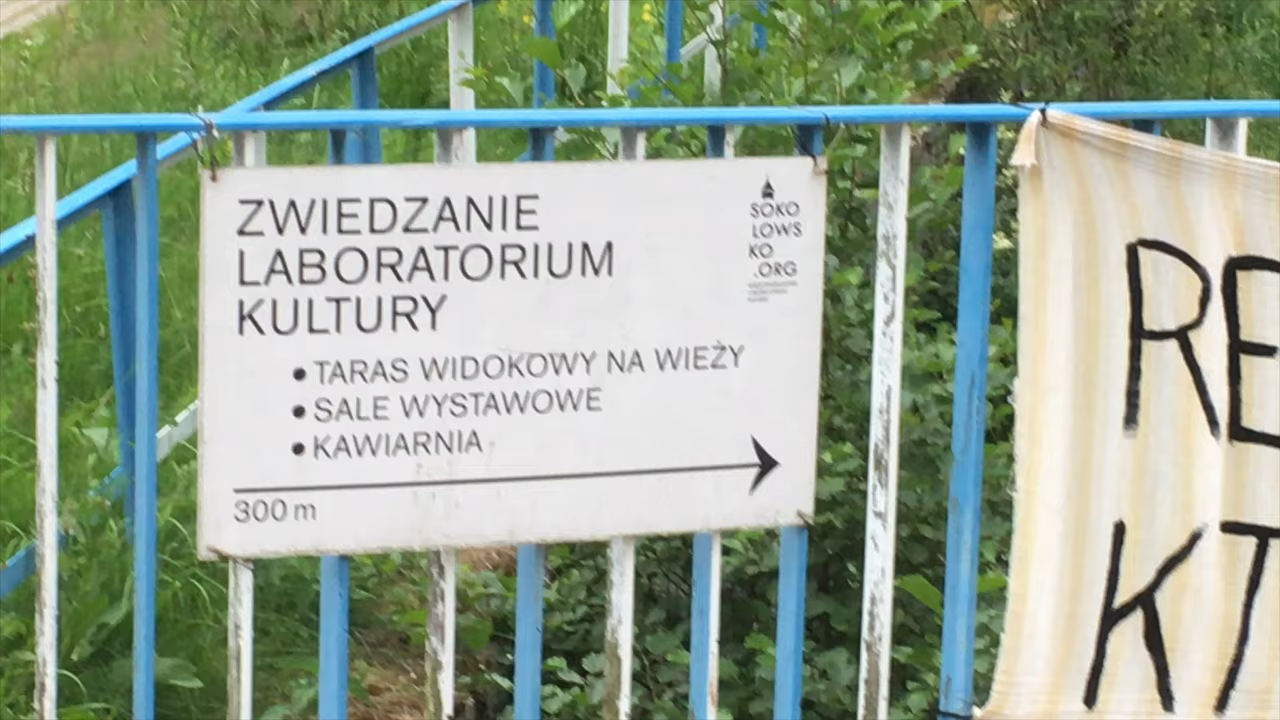 ZWIEDZANIE
LABORATORIUM
KULTURY
• TARAS WIDOKOWY NA WIEŻY
• SALE WYSTAWOWE
• KAWIARNIA
300 m
SOKO
LOWS
KO
.ORG
RE
KT